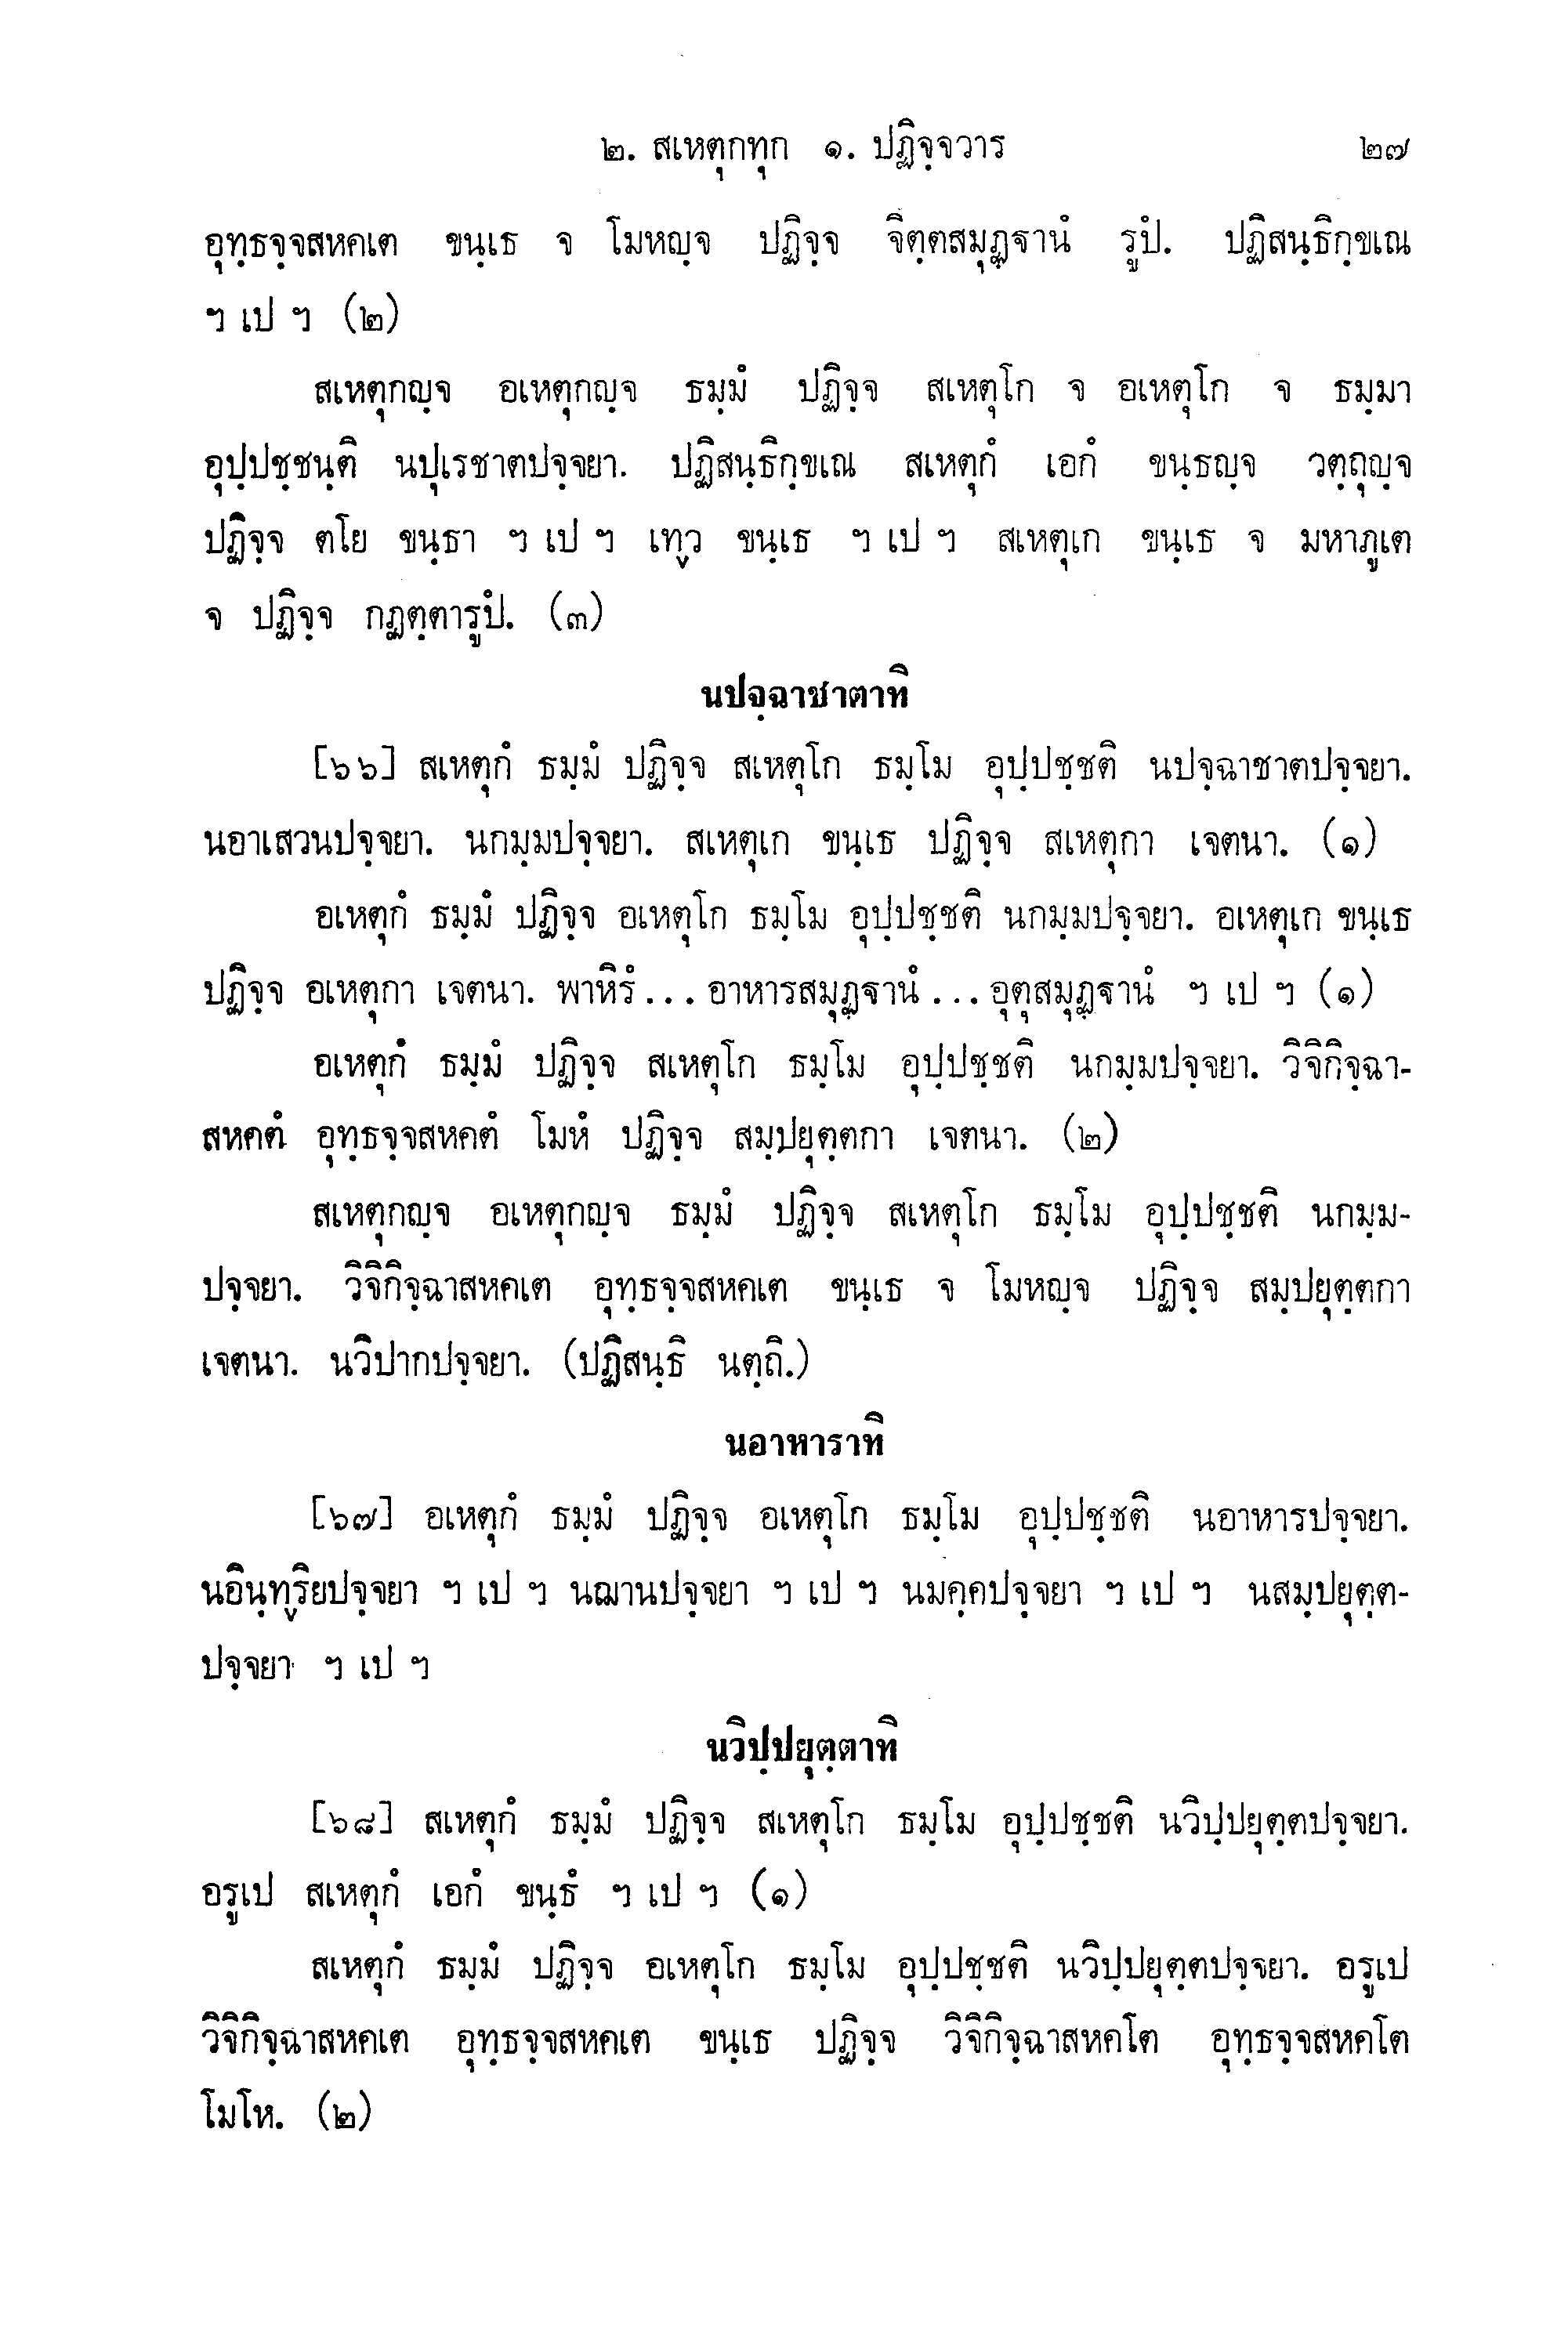 ๒. สเหตุกทุก ๑. ปฏิจฺจวาร ๒๗
อุทฺธจฺจสหคเต ขนฺเธ จ โมหญฺจ ปฏิจฺจ จิตฺตสมุฏฺฐานํ รูปํ. ปฏิสนฺธิกฺขเณ
ฯ เป ฯ (๒)
สเหตุกญฺจ อเหตุกญฺจ ธมฺมํ ปฏิจฺจ สเหตุโก จ อเหตุโก จ ธมฺมา
อุปฺปชฺชนฺติ นปุเรชาตปจฺจยา. ปฏิสนฺธิกฺขเณ สเหตุกํ เอกํ ขนฺธญฺจ วตฺถุญฺจ
ปฏิจฺจ ตโย ขนฺธา ฯ เป ฯ เทฺว ขนฺเธ ฯ เป ฯ สเหตุเก ขนฺเธ จ มหาภูเต
จ ปฏิจฺจ กฏตฺตารูปํ. (๓)
นปจฺฉาชาตาทิ
[๖๖] สเหตุกํ ธมฺมํ ปฏิจฺจ สเหตุโก ธมฺโม อุปฺปชฺชติ นปจฺฉาชาตปจฺจยา.
นอาเสวนปจฺจยา. นกมฺมปจฺจยา. สเหตุเก ขนฺเธ ปฏิจฺจ สเหตุกา เจตนา. (๑)
อเหตุกํ ธมฺมํ ปฏิจฺจ อเหตุโก ธมฺโม อุปฺปชฺชติ นกมฺมปจฺจยา. อเหตุเก ขนฺเธ
ปฏิจฺจ อเหตุกา เจตนา. พาหิรํ... อาหารสมุฏฺฐานํ... อุตุสมุฏฺฐานํ ฯ เป ฯ (๑)
อเหตุกํ ธมฺมํ ปฏิจฺจ สเหตุโก ธมฺโม อุปฺปชฺชติ นกมฺมปจฺจยา. วิจิกิจฺฉา-
สหคตํ อุทฺธจฺจสหคตํ โมหํ ปฏิจฺจ สมฺปยุตฺตกา เจตนา. (๒)
สเหตุกญฺจ อเหตุกญฺจ ธมฺมํ ปฏิจฺจ สเหตุโก ธมฺโม อุปฺปชฺชติ นกมฺม-
ปจฺจยา. วิจิกิจฺฉาสหคเต อุทฺธจฺจสหคเต ขนฺเธ จ โมหญฺจ ปฏิจฺจ สมฺปยุตฺตกา
เจตนา. นวิปากปจฺจยา. (ปฏิสนฺธิ นตฺถิ.)
นอาหาราทิ
[๖๗] อเหตุกํ ธมฺมํ ปฏิจฺจ อเหตุโก ธมฺโม อุปฺปชฺชติ นอาหารปจฺจยา.
นอินฺทฺริยปจฺจยา ฯ เป ฯ นฌานปจฺจยา ฯ เป ฯ นมคฺคปจฺจยา ฯ เป ฯ นสมฺปยุตฺต-
ปจฺจยา ฯ เป ฯ
นวิปฺปยุตฺตาทิ
[๖๘] สเหตุกํ ธมฺมํ ปฏิจฺจ สเหตุโก ธมฺโม อุปฺปชฺชติ นวิปฺปยุตฺตปจฺจยา.
อรูเป สเหตุกํ เอกํ ขนฺธํ ฯ เป ฯ (๑)
สเหตุกํ ธมฺมํ ปฏิจฺจ อเหตุโก ธมฺโม อุปฺปชฺชติ นวิปฺปยุตฺตปจฺจยา. อรูเป
วิจิกิจฺฉาสหคเต อุทฺธจฺจสหคเต ขนฺเธ ปฏิจฺจ วิจิกิจฺฉาสหคโต อุทฺธจฺจสหคโต
โมโห. (๒)